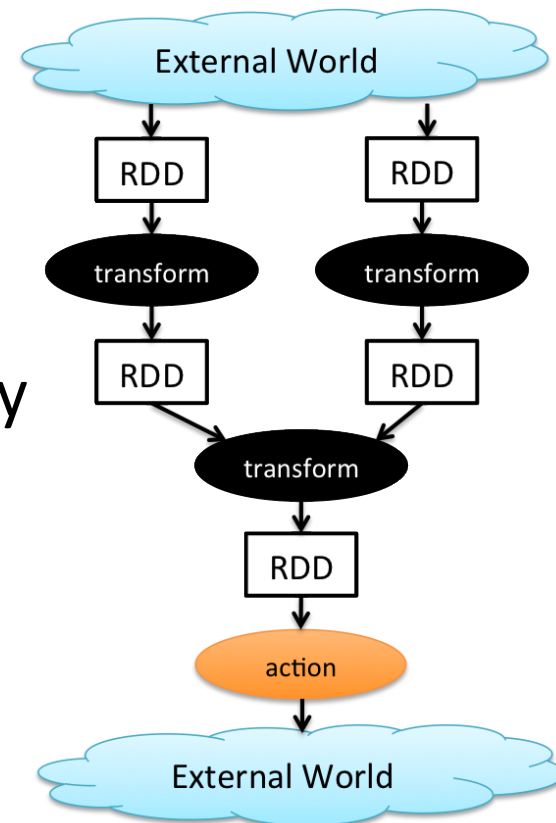 External World
RDD RDD
transform transform
RDD RDD
y
transform
RDD
action
External World